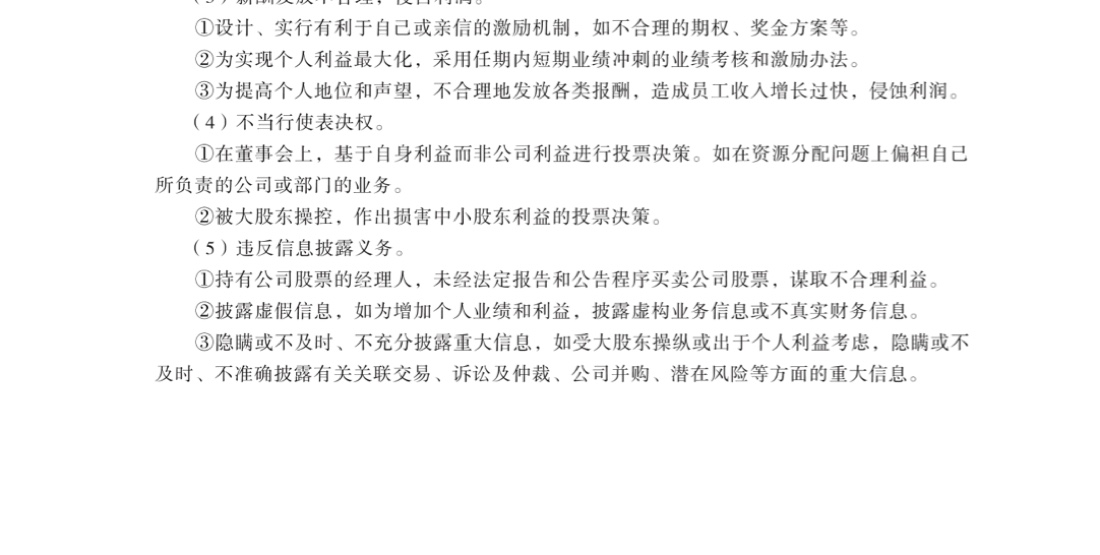 ①设计、实行有利于自己或亲信的激励机制，如不合理的期权、奖金方案等。
②为实现个人利益最大化，采用任期内短期业绩冲刺的业绩考核和激励办法。
③为提高个人地位和声望，不合理地发放各类报酬，造成员工收入增长过快，侵蚀利润。
（4）不当行使表决权。
①在董事会上，基于自身利益而非公司利益进行投票决策。如在资源分配问题上偏袒自己
所负责的公司或部门的业务。
②被大股东操控，作出损害中小股东利益的投票决策。
（5）违反信息披露义务。
①持有公司股票的经理人，未经法定报告和公告程序买卖公司股票，谋取不合理利益。
②披露虚假信息，如为增加个人业绩和利益，披露虚构业务信息或不真实财务信息。
③隐瞒或不及时、不充分披露重大信息，如受大股东操纵或出于个人利益考虑，隐瞒或不
及时、不准确披露有关关联交易、诉讼及仲裁、公司并购、潜在风险等方面的重大信息。